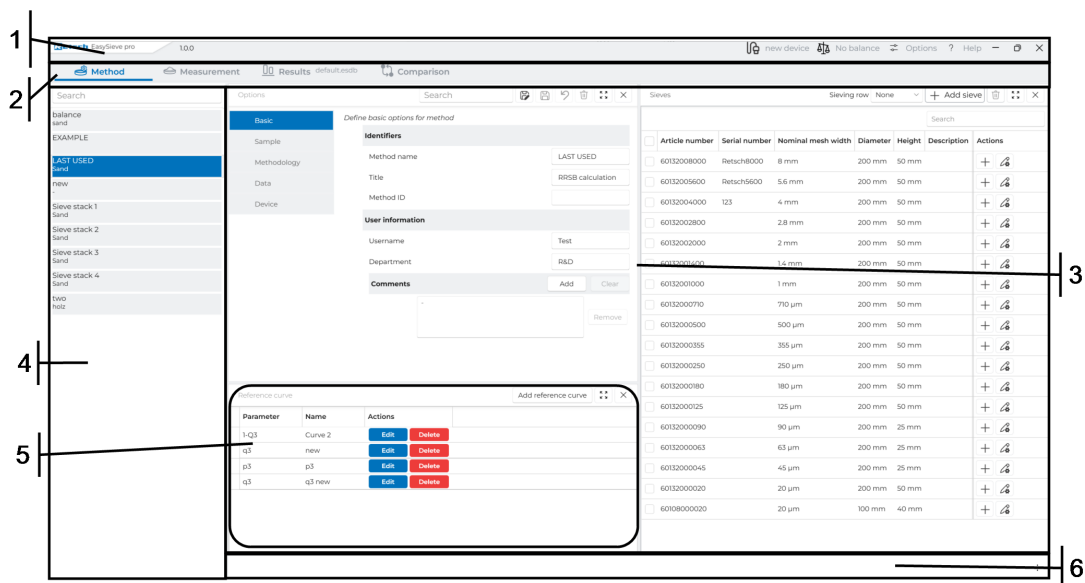 1
Retsch EasySieve pro 1.0.0 new device No balance Options ? Help
2
Method Measurement Results default.esdb Comparison
Search
balance
sand
EXAMPLE
LAST USED
Sand
new
-
Sieve stack 1
Sand
Sieve stack 2
Sand
Sieve stack 3
Sand
Sieve stack 4
Sand
two
holz
4
Options Search
Basic
Sample
Methodology
Data
Device
Define basic options for method
Identifiers
Method name LAST USED
Title RRSB calculation
Method ID
User information
Username Test
Department R&D
Comments Add Clear
-
Remove
Reference curve Add reference curve
Parameter Name Actions
1-Q3 Curve 2 Edit Delete
q3 new Edit Delete
p3 p3 Edit Delete
q3 q3 new Edit Delete
5
Sieves Sieving row None + Add sieve
Search
Article number Serial number Nominal mesh width Diameter Height Description Actions
60132008000 Retsch8000 8 mm 200 mm 50 mm
60132005600 Retsch5600 5.6 mm 200 mm 50 mm
60132004000 123 4 mm 200 mm 50 mm
60132002800 2.8 mm 200 mm 50 mm
60132002000 2 mm 200 mm 50 mm
60132001400 1.4 mm 200 mm 50 mm
60132001000 1 mm 200 mm 50 mm
60132000710 710 µm 200 mm 50 mm
60132000500 500 µm 200 mm 50 mm
60132000355 355 µm 200 mm 50 mm
60132000250 250 µm 200 mm 50 mm
60132000180 180 µm 200 mm 50 mm
60132000125 125 µm 200 mm 50 mm
60132000090 90 µm 200 mm 25 mm
60132000063 63 µm 200 mm 25 mm
60132000045 45 µm 200 mm 25 mm
60132000020 20 µm 200 mm 50 mm
60108000020 20 µm 100 mm 40 mm
3
6